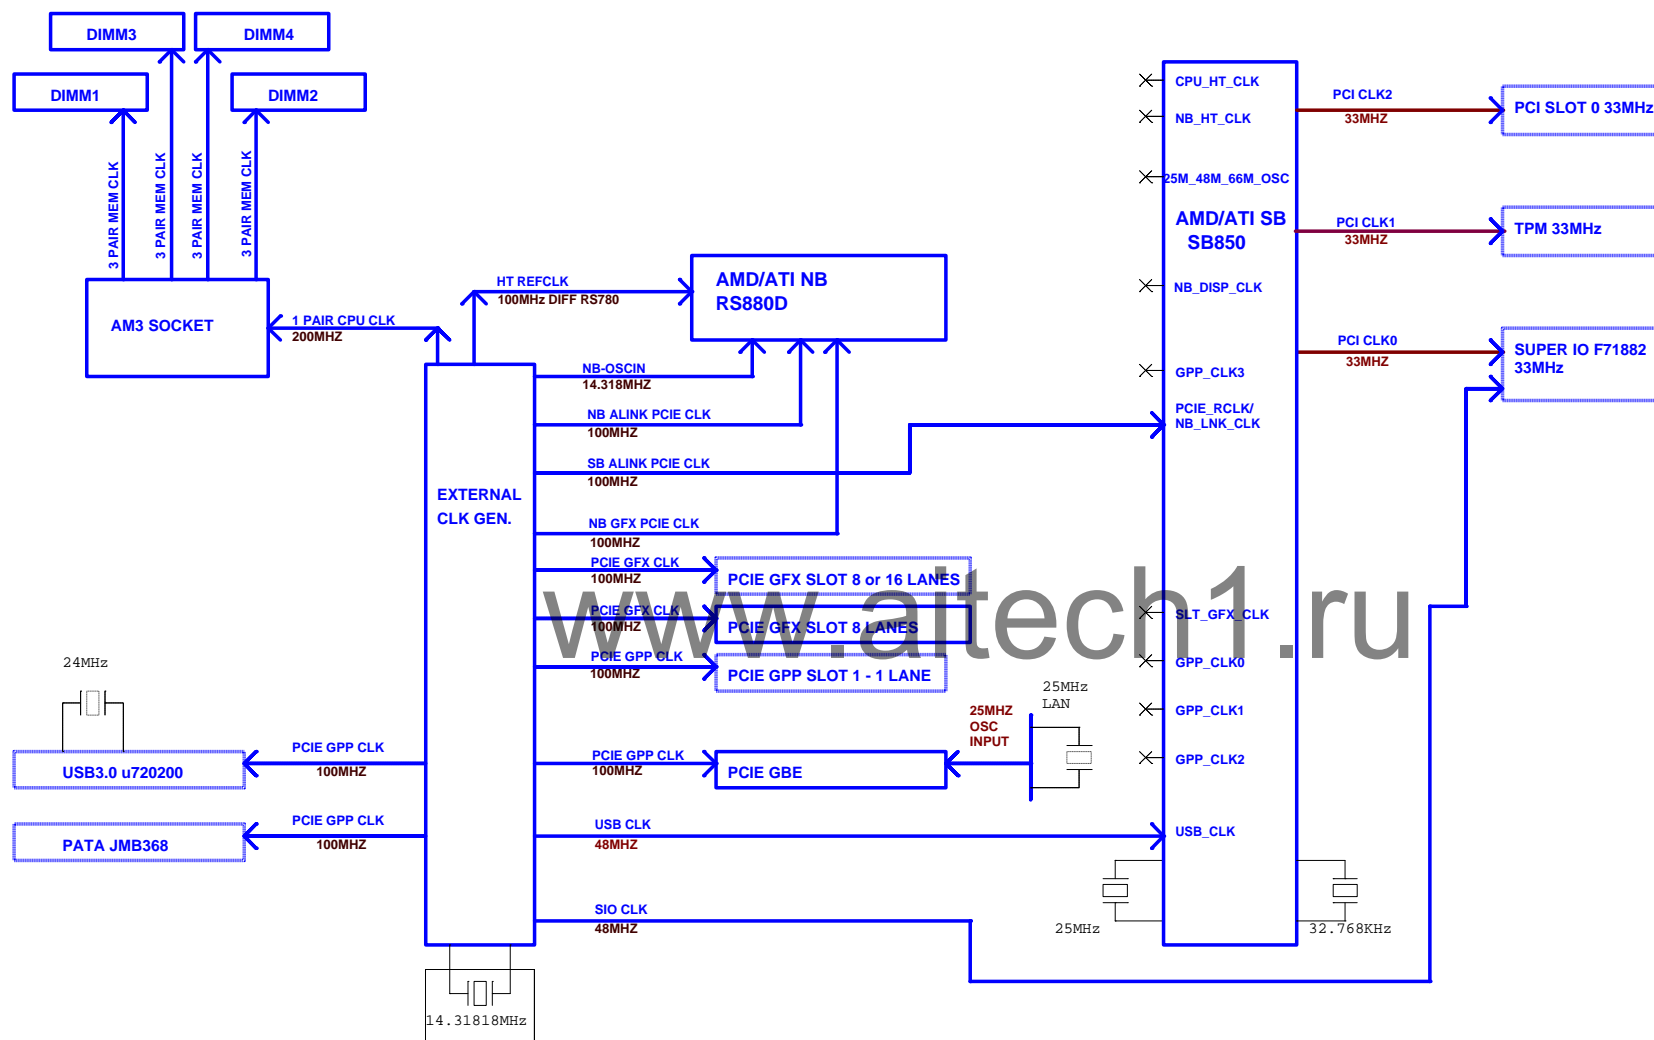 DIMM3
DIMM4
DIMM1
DIMM2
3 PAIR MEM CLK
3 PAIR MEM CLK
3 PAIR MEM CLK
3 PAIR MEM CLK
AM3 SOCKET
1 PAIR CPU CLK
200MHZ
HT REFCLK
100MHz DIFF RS780
AMD/ATI NB
RS880D
EXTERNAL
CLK GEN.
NB-OSCIN
14.318MHZ
NB ALINK PCIE CLK
100MHZ
SB ALINK PCIE CLK
100MHZ
NB GFX PCIE CLK
100MHZ
PCIE GFX CLK
100MHZ
PCIE GFX SLOT 8 or 16 LANES
PCIE GFX CLK
100MHZ
PCIE GFX SLOT 8 LANES
PCIE GPP CLK
100MHZ
PCIE GPP SLOT 1 - 1 LANE
24MHz
PCIE GPP CLK
100MHZ
USB3.0 u720200
PCIE GPP CLK
100MHZ
PATA JMB368
PCIE GPP CLK
100MHZ
PCIE GBE
25MHZ
OSC
INPUT
25MHz
LAN
USB CLK
48MHZ
SIO CLK
48MHZ
14.31818MHz
CPU_HT_CLK
NB_HT_CLK
25M_48M_66M_OSC
AMD/ATI SB
SB850
NB_DISP_CLK
GPP_CLK3
PCIE_RCLK/
NB_LNK_CLK
SLT_GFX_CLK
GPP_CLK0
GPP_CLK1
GPP_CLK2
USB_CLK
25MHz
32.768KHz
PCI CLK2
33MHZ
PCI SLOT 0 33MHz
PCI CLK1
33MHZ
TPM 33MHz
PCI CLK0
33MHZ
SUPER IO F71882
33MHz
www.aitech1.ru